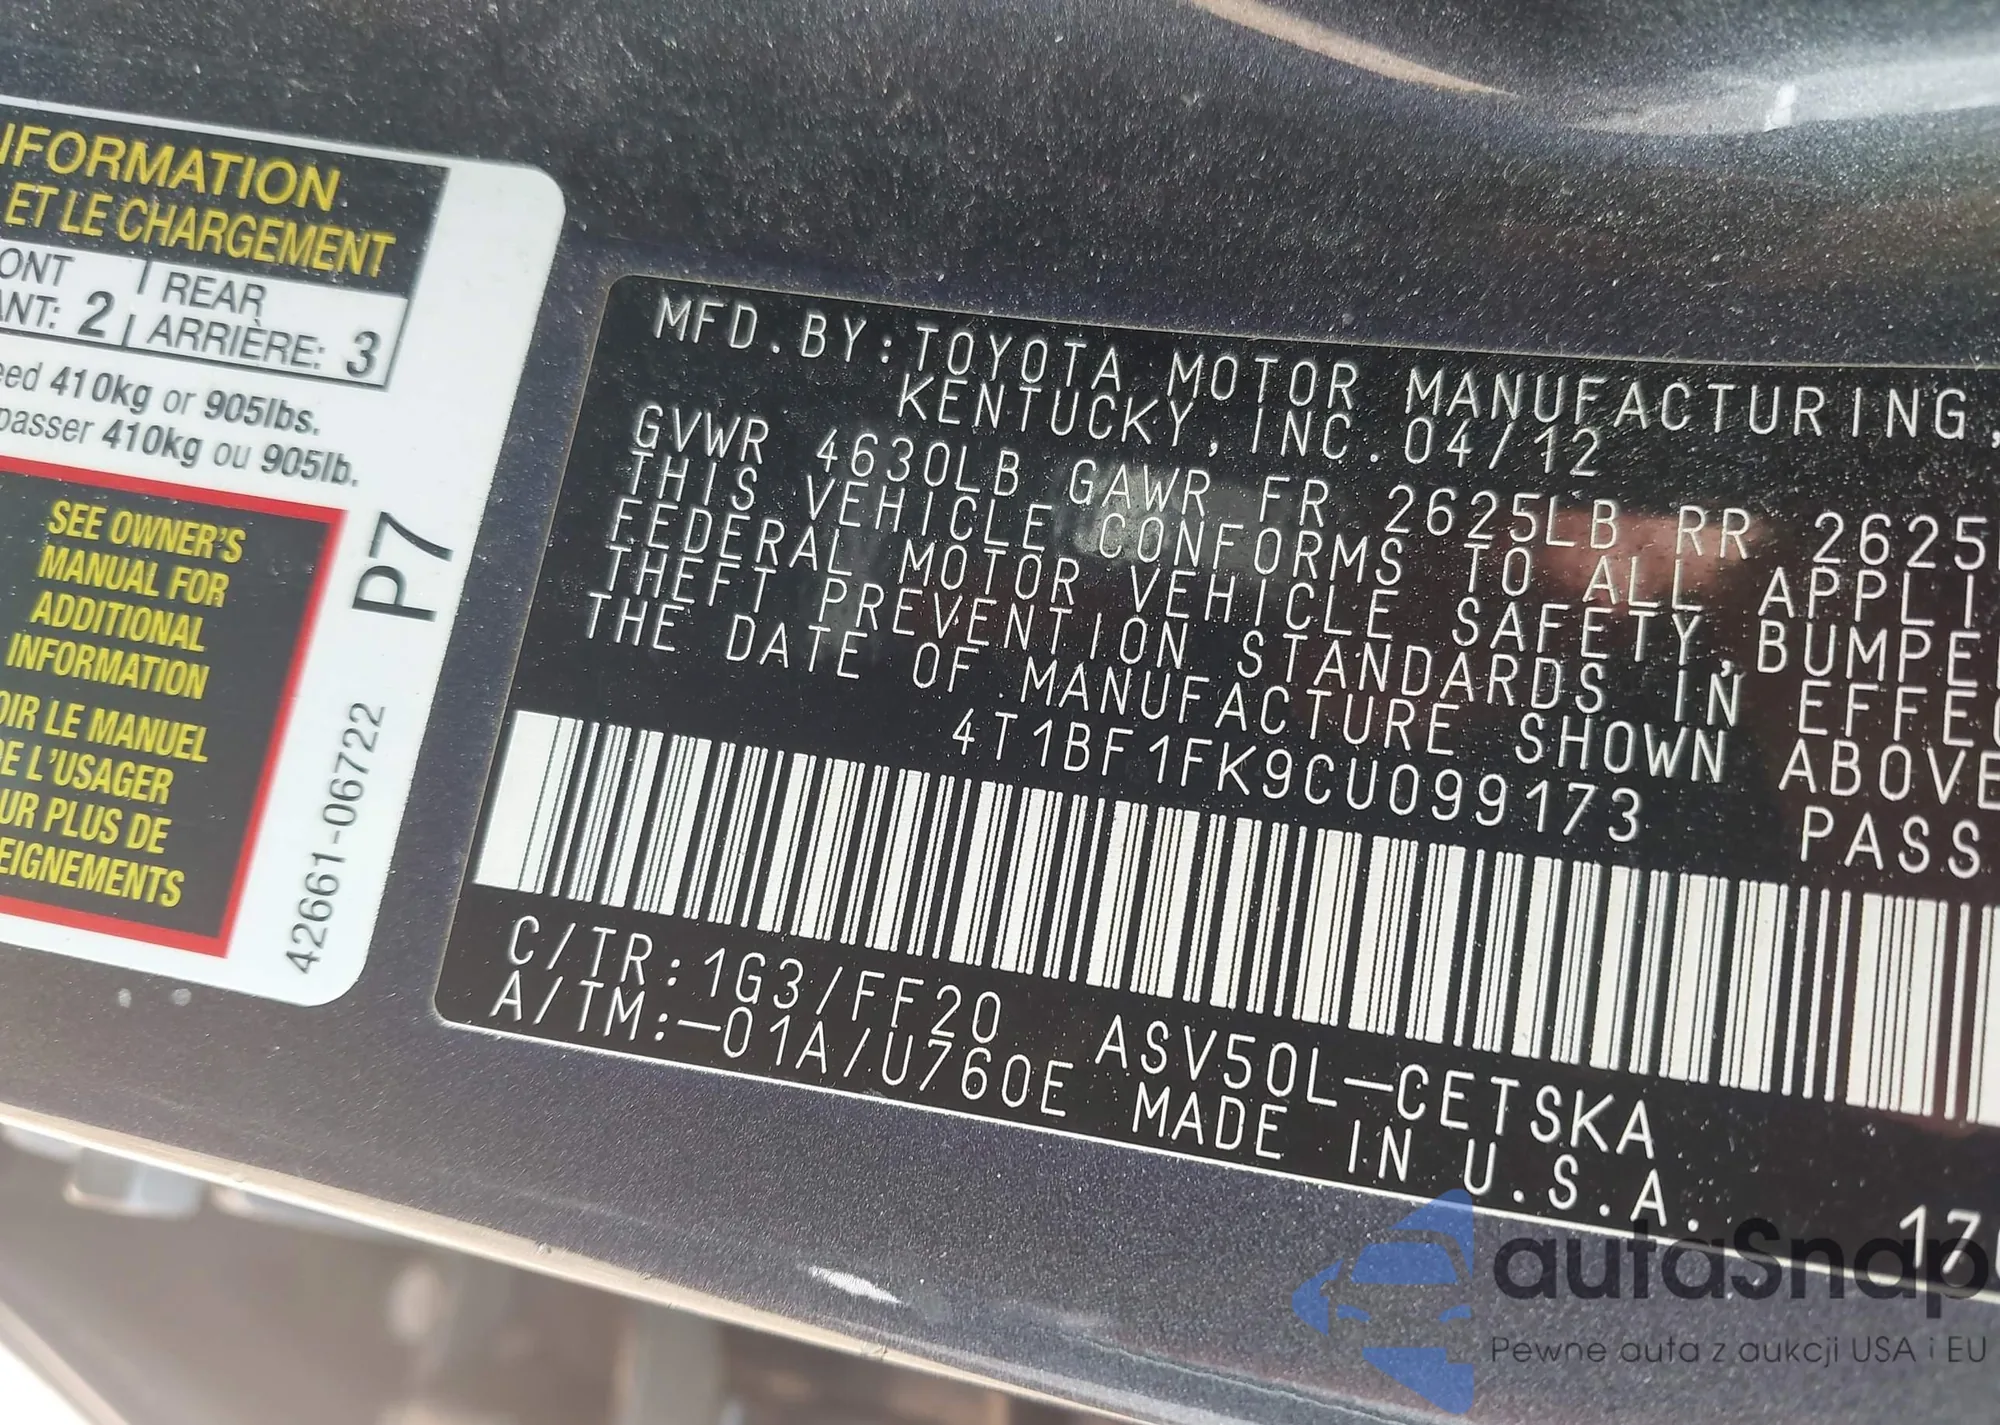 NFORMATION
ET LE CHARGEMENT
ONT | REAR
ANT: 2 | ARRIÈRE: 3
eed 410kg or 905lbs.
passer 410kg ou 905lb.
SEE OWNER'S
MANUAL FOR
ADDITIONAL
INFORMATION
OIR LE MANUEL
E L'USAGER
UR PLUS DE
EIGNEMENTS
P7
42661-06722
MFD.BY:TOYOTA MOTOR MANUFACTURING,
KENTUCKY,INC.04/12
GVWR 4630LB GAWR FR 2625LB RR 2625
THIS VEHICLE CONFORMS TO ALL APPLI
FEDERAL MOTOR VEHICLE SAFETY,BUMPE
THEFT PREVENTION STANDARDS IN EFFEC
THE DATE OF MANUFACTURE SHOWN ABOVE
4T1BF1FK9CU099173 PASS
C/TR:1G3/FF20 ASV50L-CETSKA
A/TM:-01A/U760E MADE IN U.S.A.
170
autaSnap
Pewne auta z aukcji USA i EU